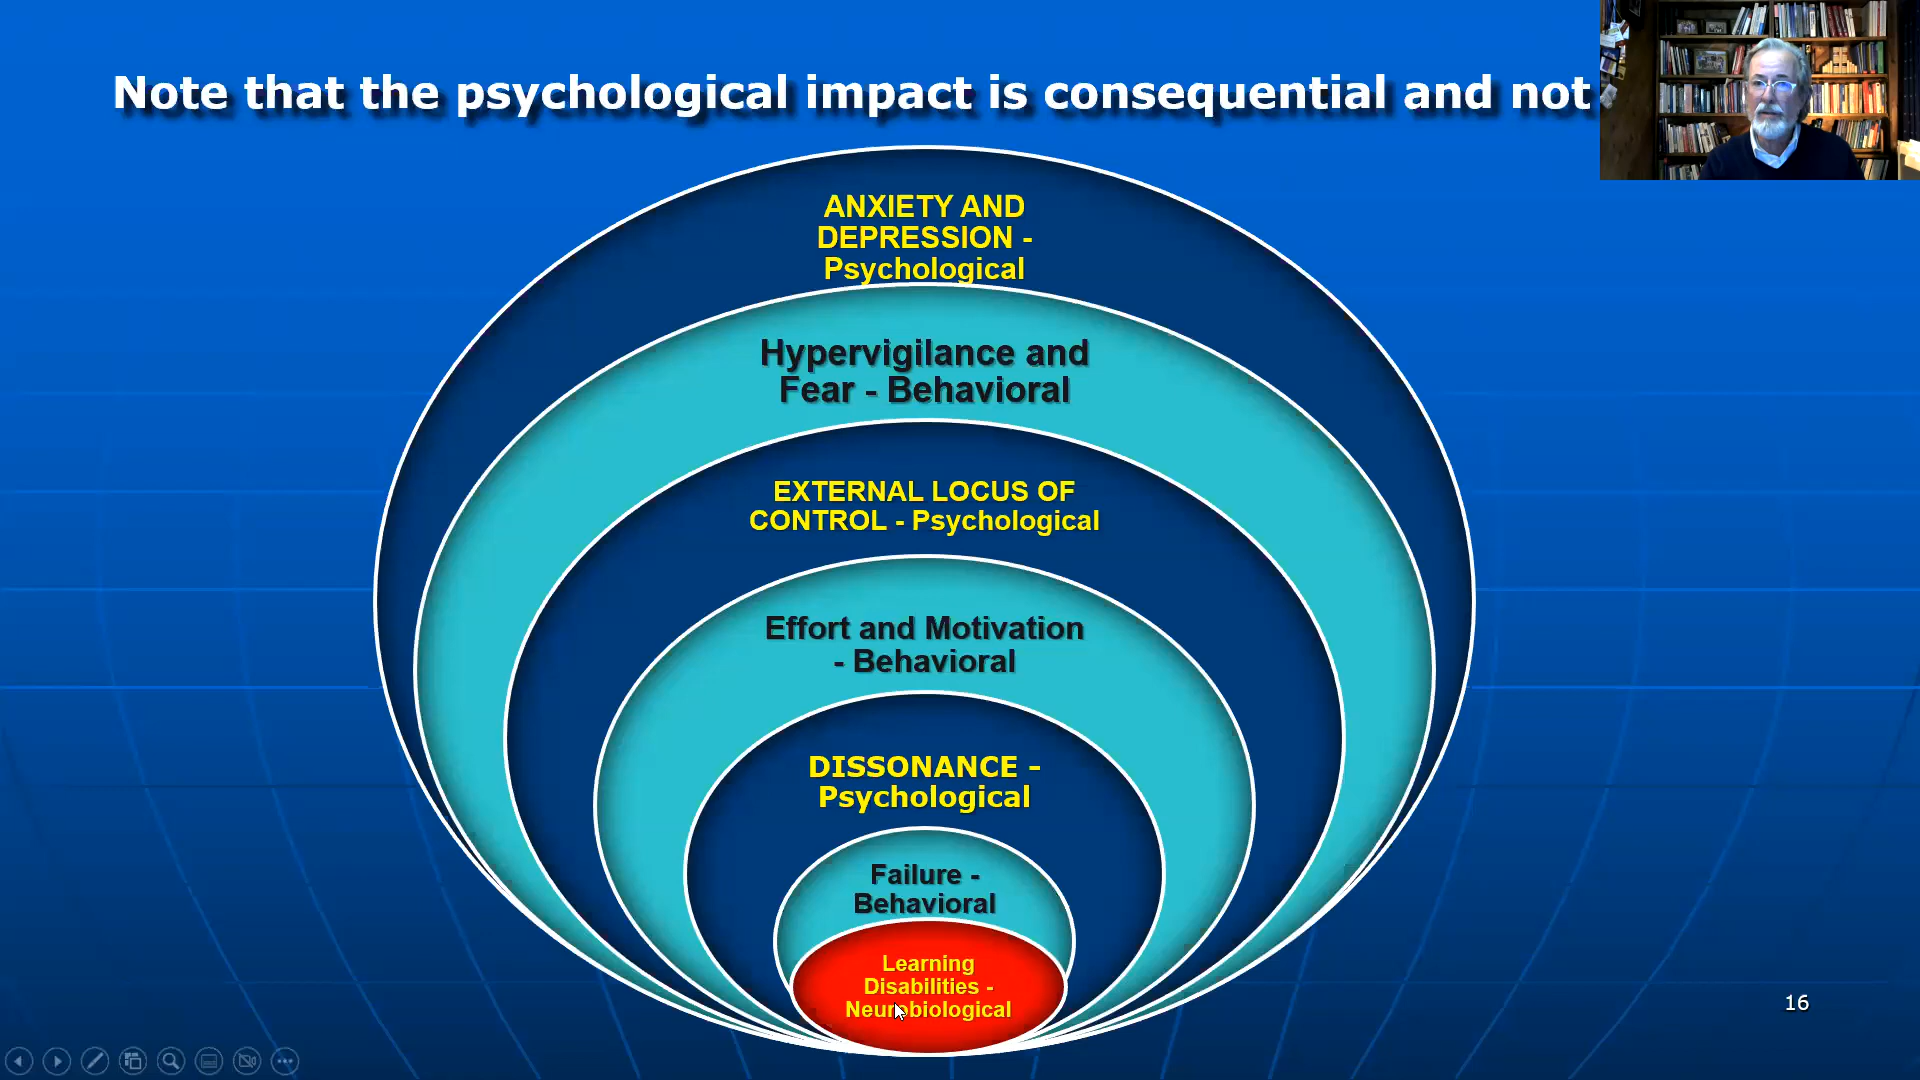 Note that the psychological impact is consequential and not
ANXIETY AND
DEPRESSION -
Psychological
Hypervigilance and
Fear - Behavioral
EXTERNAL LOCUS OF
CONTROL - Psychological
Effort and Motivation
- Behavioral
DISSONANCE -
Psychological
Failure -
Behavioral
Learning
Disabilities -
Neurobiological
16